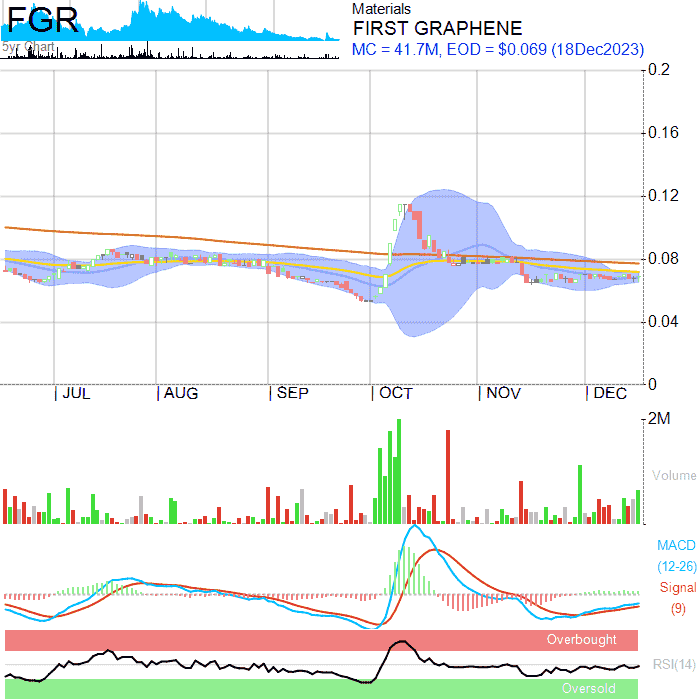 FGR
5yr Chart
Materials
FIRST GRAPHENE
MC = 41.7M, EOD = $0.069 (18Dec2023)
0.2
0.16
0.12
0.08
0.04
0
JUL AUG SEP OCT NOV DEC
2M
Volume
MACD
(12-26)
Signal
(9)
Overbought
RSI(14)
Oversold